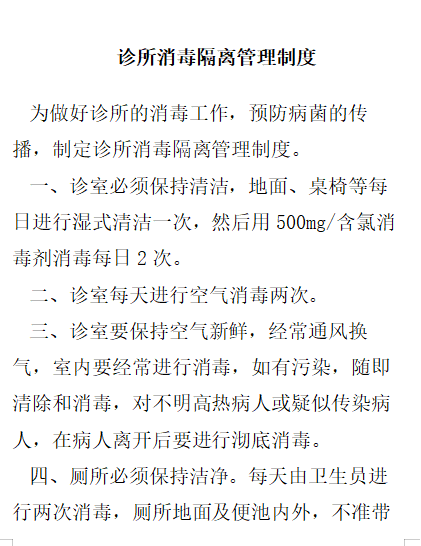 诊所消毒隔离管理制度
为做好诊所的消毒工作，预防病菌的传
播，制定诊所消毒隔离管理制度。
一、诊室必须保持清洁，地面、桌椅等每
日进行湿式清洁一次，然后用 500mg/含氯消
毒剂消毒每日 2 次。
二、诊室每天进行空气消毒两次。
三、诊室要保持空气新鲜，经常通风换
气，室内要经常进行消毒，如有污染，随即
清除和消毒，对不明高热病人或疑似传染病
人，在病人离开后要进行沏底消毒。
四、厕所必须保持洁净。每天由卫生员进
行两次消毒，厕所地面及便池内外，不准带